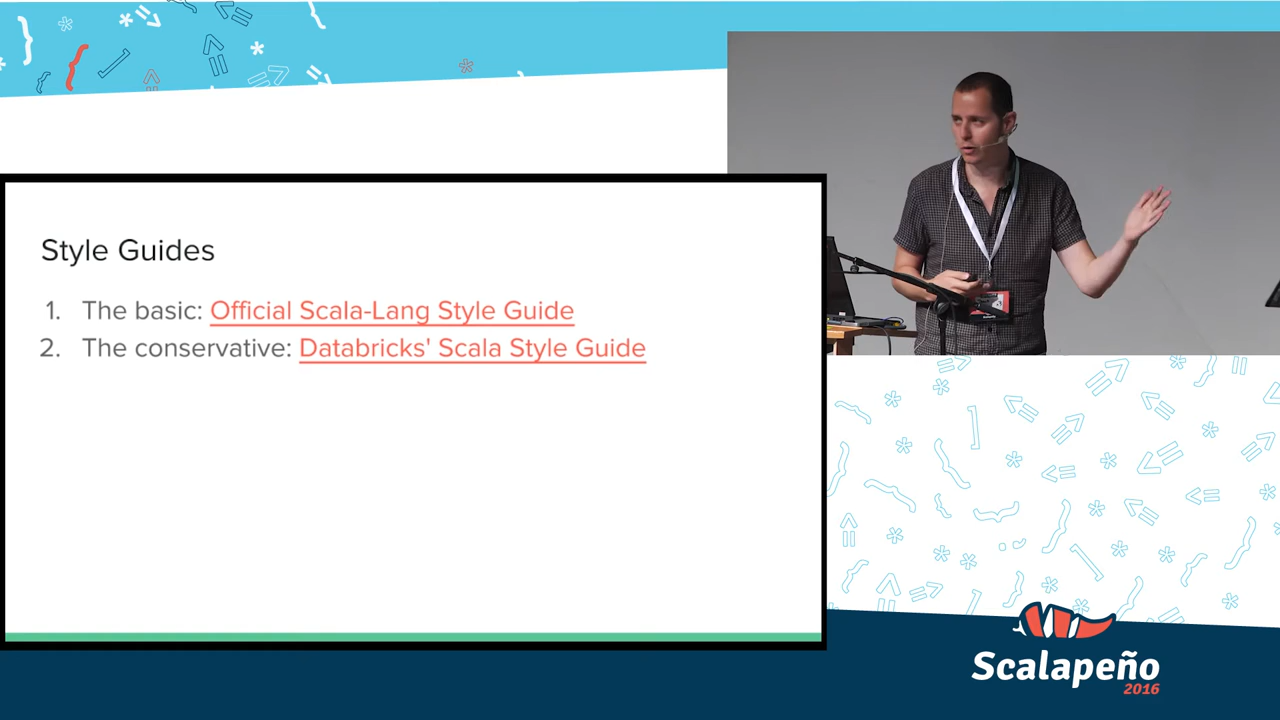 Style Guides
1. The basic: Official Scala-Lang Style Guide
2. The conservative: Databricks' Scala Style Guide
Scalapeño
2016